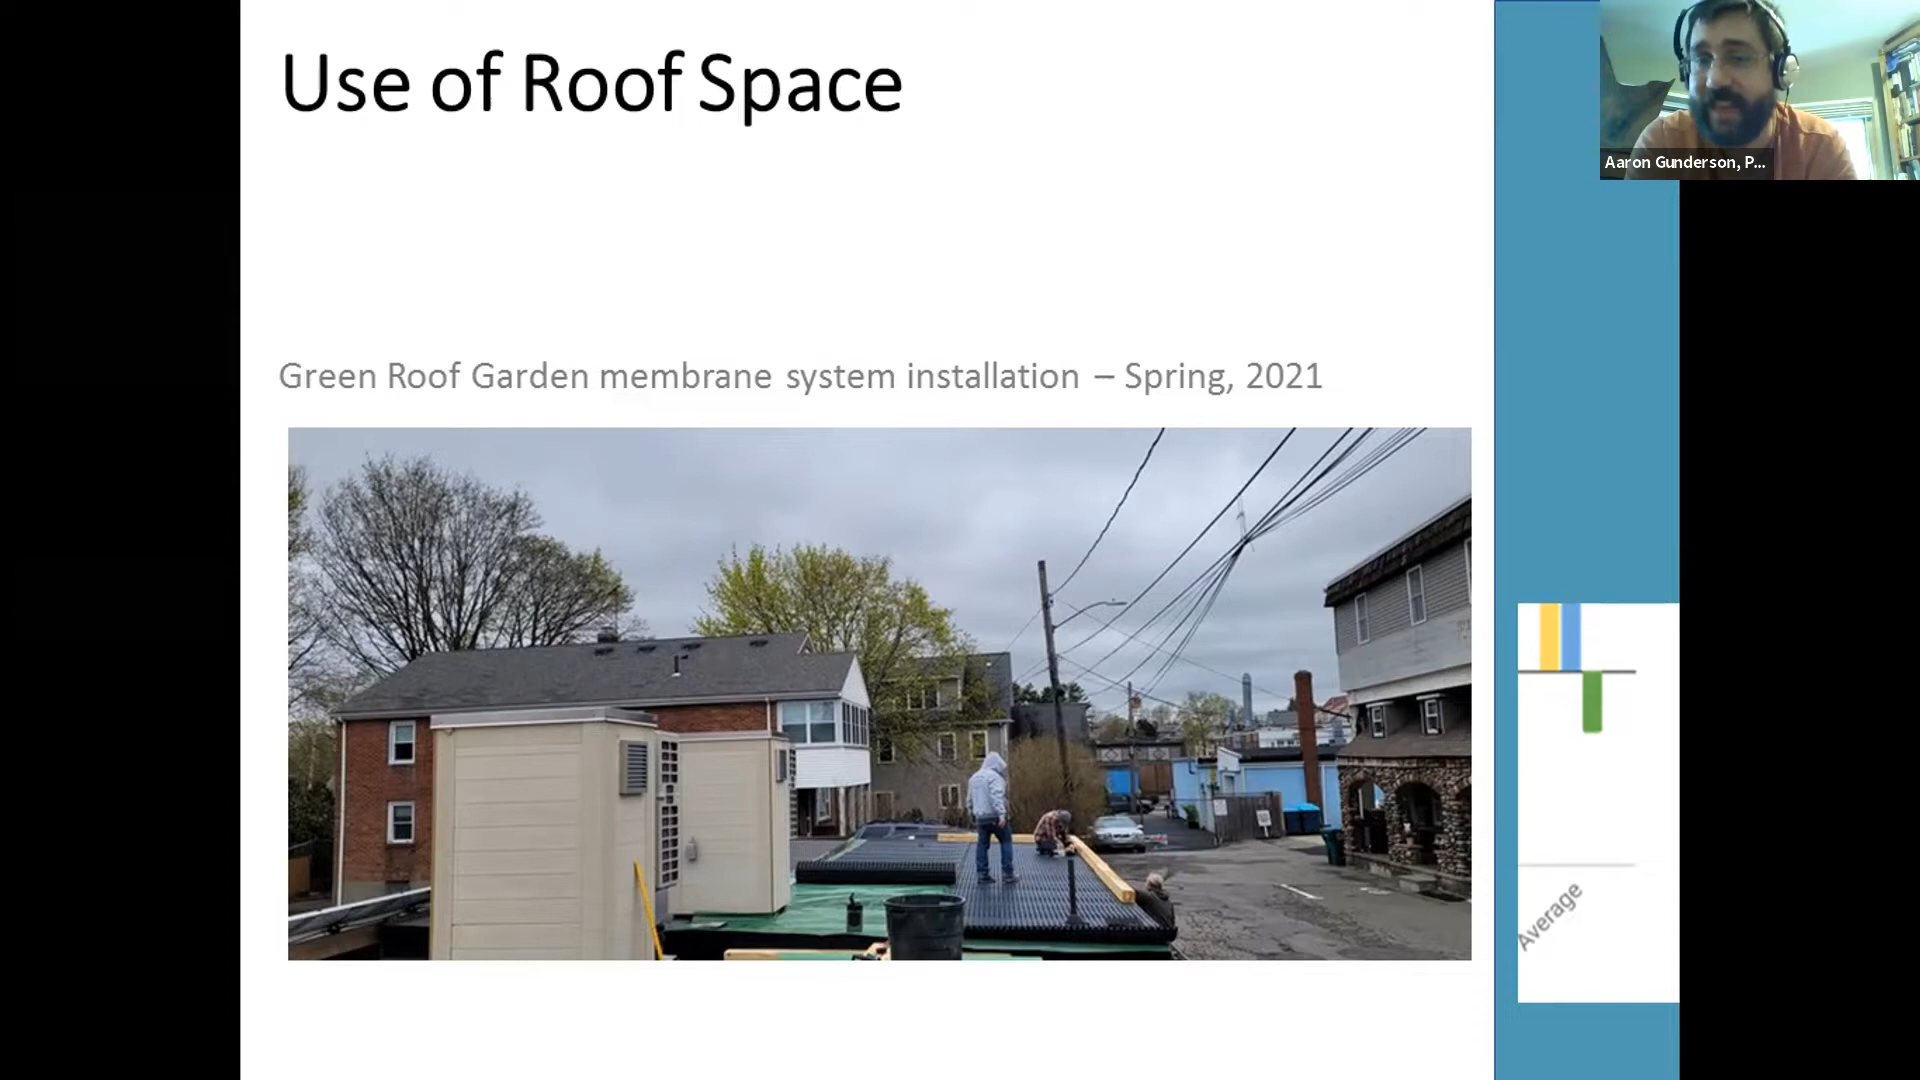 Use of Roof Space
Aaron Gunderson, P...
Green Roof Garden membrane system installation – Spring, 2021
Average